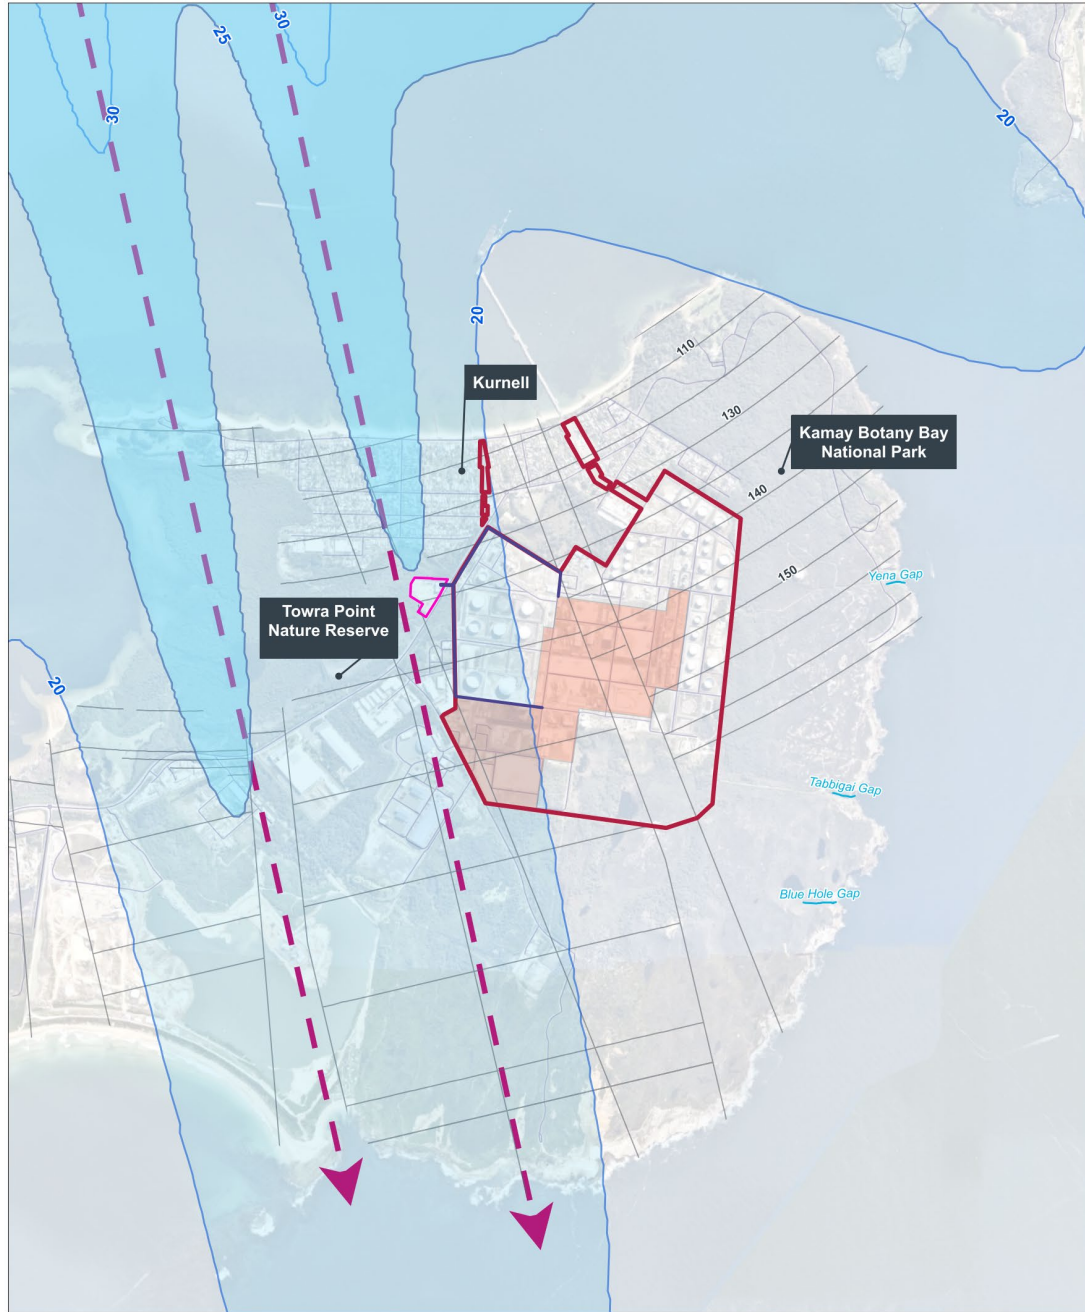 30
25
30
20
20
110
Kurnell
130
Kamay Botany Bay
National Park
140
150
Yena Gap
Towra Point
Nature Reserve
20
Tabbigai Gap
Blue Hole Gap